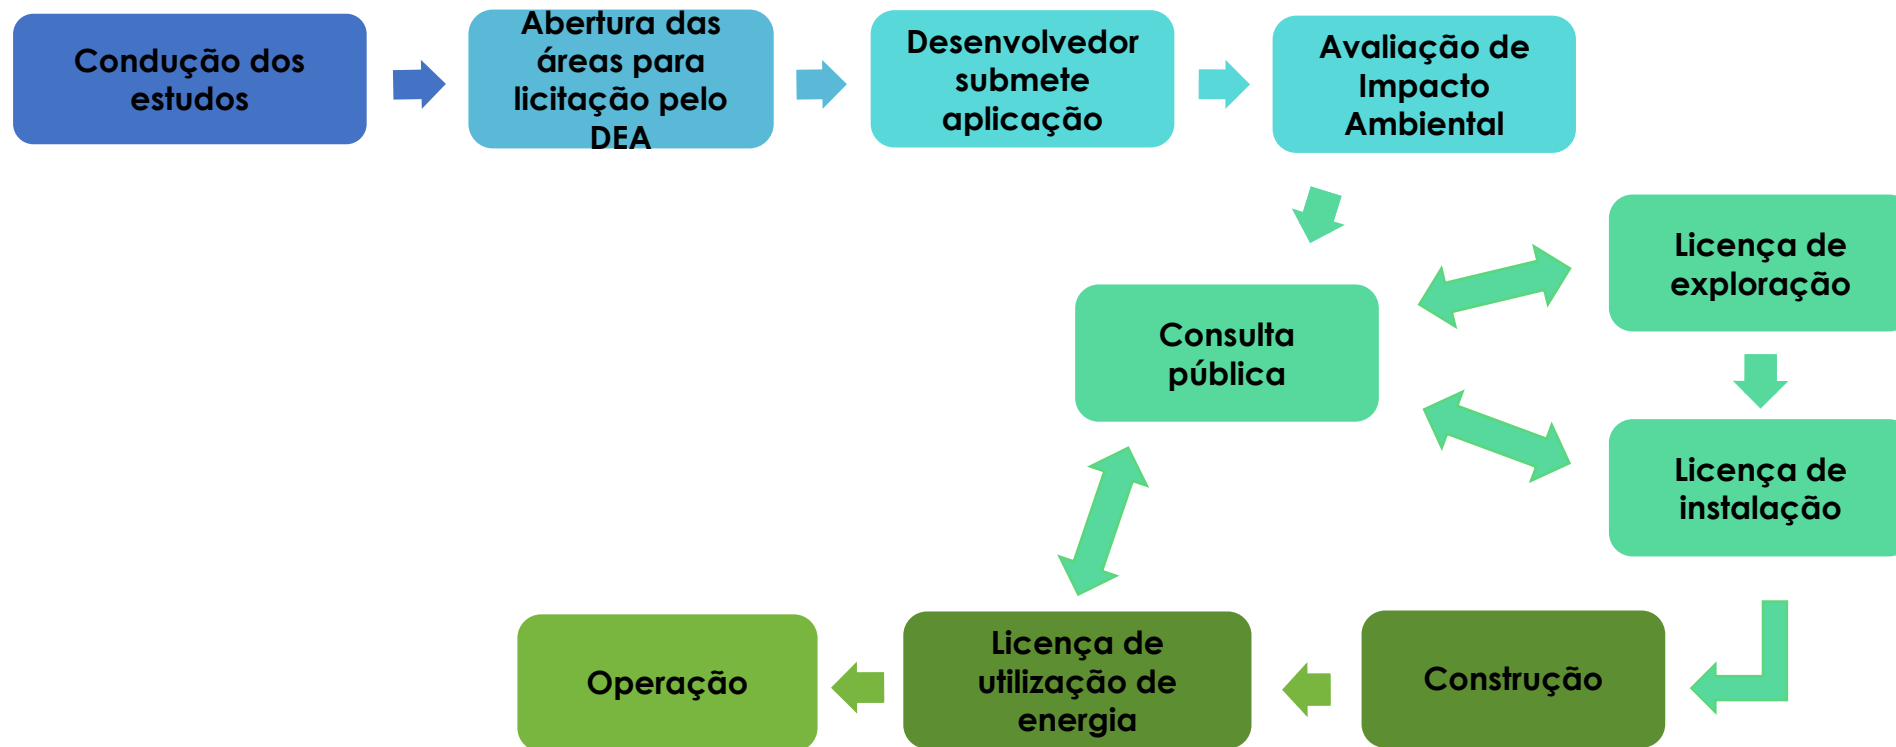 Condução dos
estudos
Abertura das
áreas para
licitação pelo
DEA
Desenvolvedor
submete
aplicação
Avaliação de
Impacto
Ambiental
Licença de
exploração
Consulta
pública
Licença de
instalação
Construção
Licença de
utilização de
energia
Operação